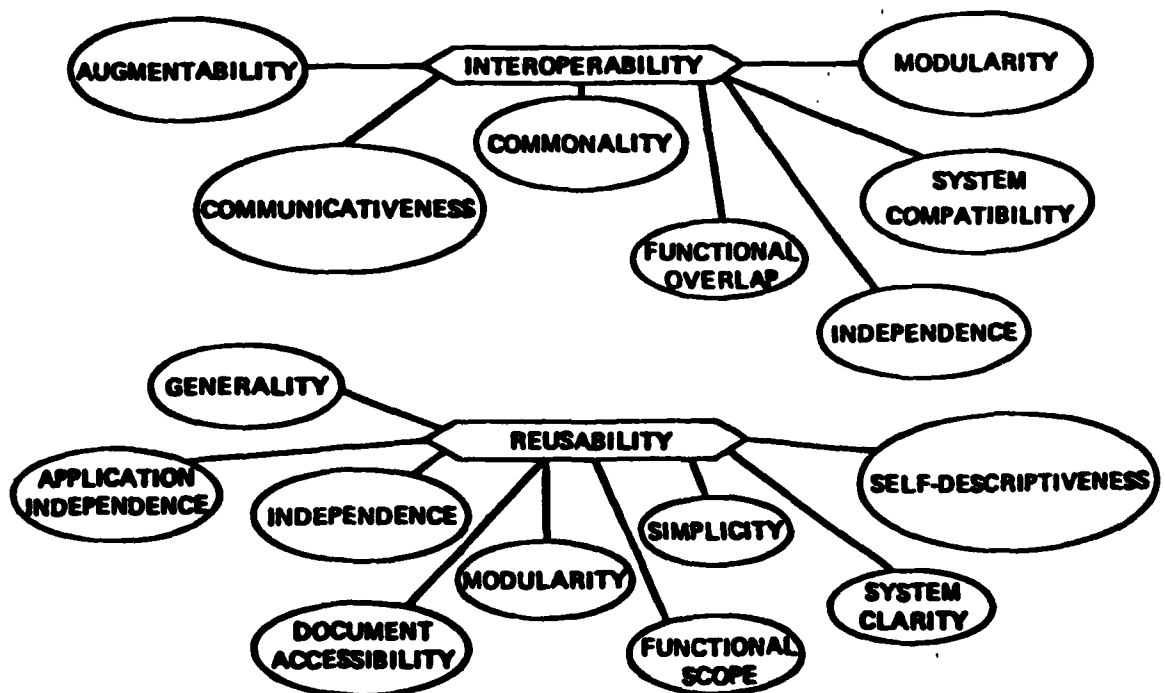 AUGMENTABILITY
INTEROPERABILITY
MODULARITY
COMMONALITY
COMMUNICATIVENESS
SYSTEM
COMPATIBILITY
FUNCTIONAL
OVERLAP
INDEPENDENCE
GENERALITY
REUSABILITY
APPLICATION
INDEPENDENCE
INDEPENDENCE
SELF-DESCRIPTIVENESS
SIMPLICITY
MODULARITY
SYSTEM
CLARITY
DOCUMENT
ACCESSIBILITY
FUNCTIONAL
SCOPE